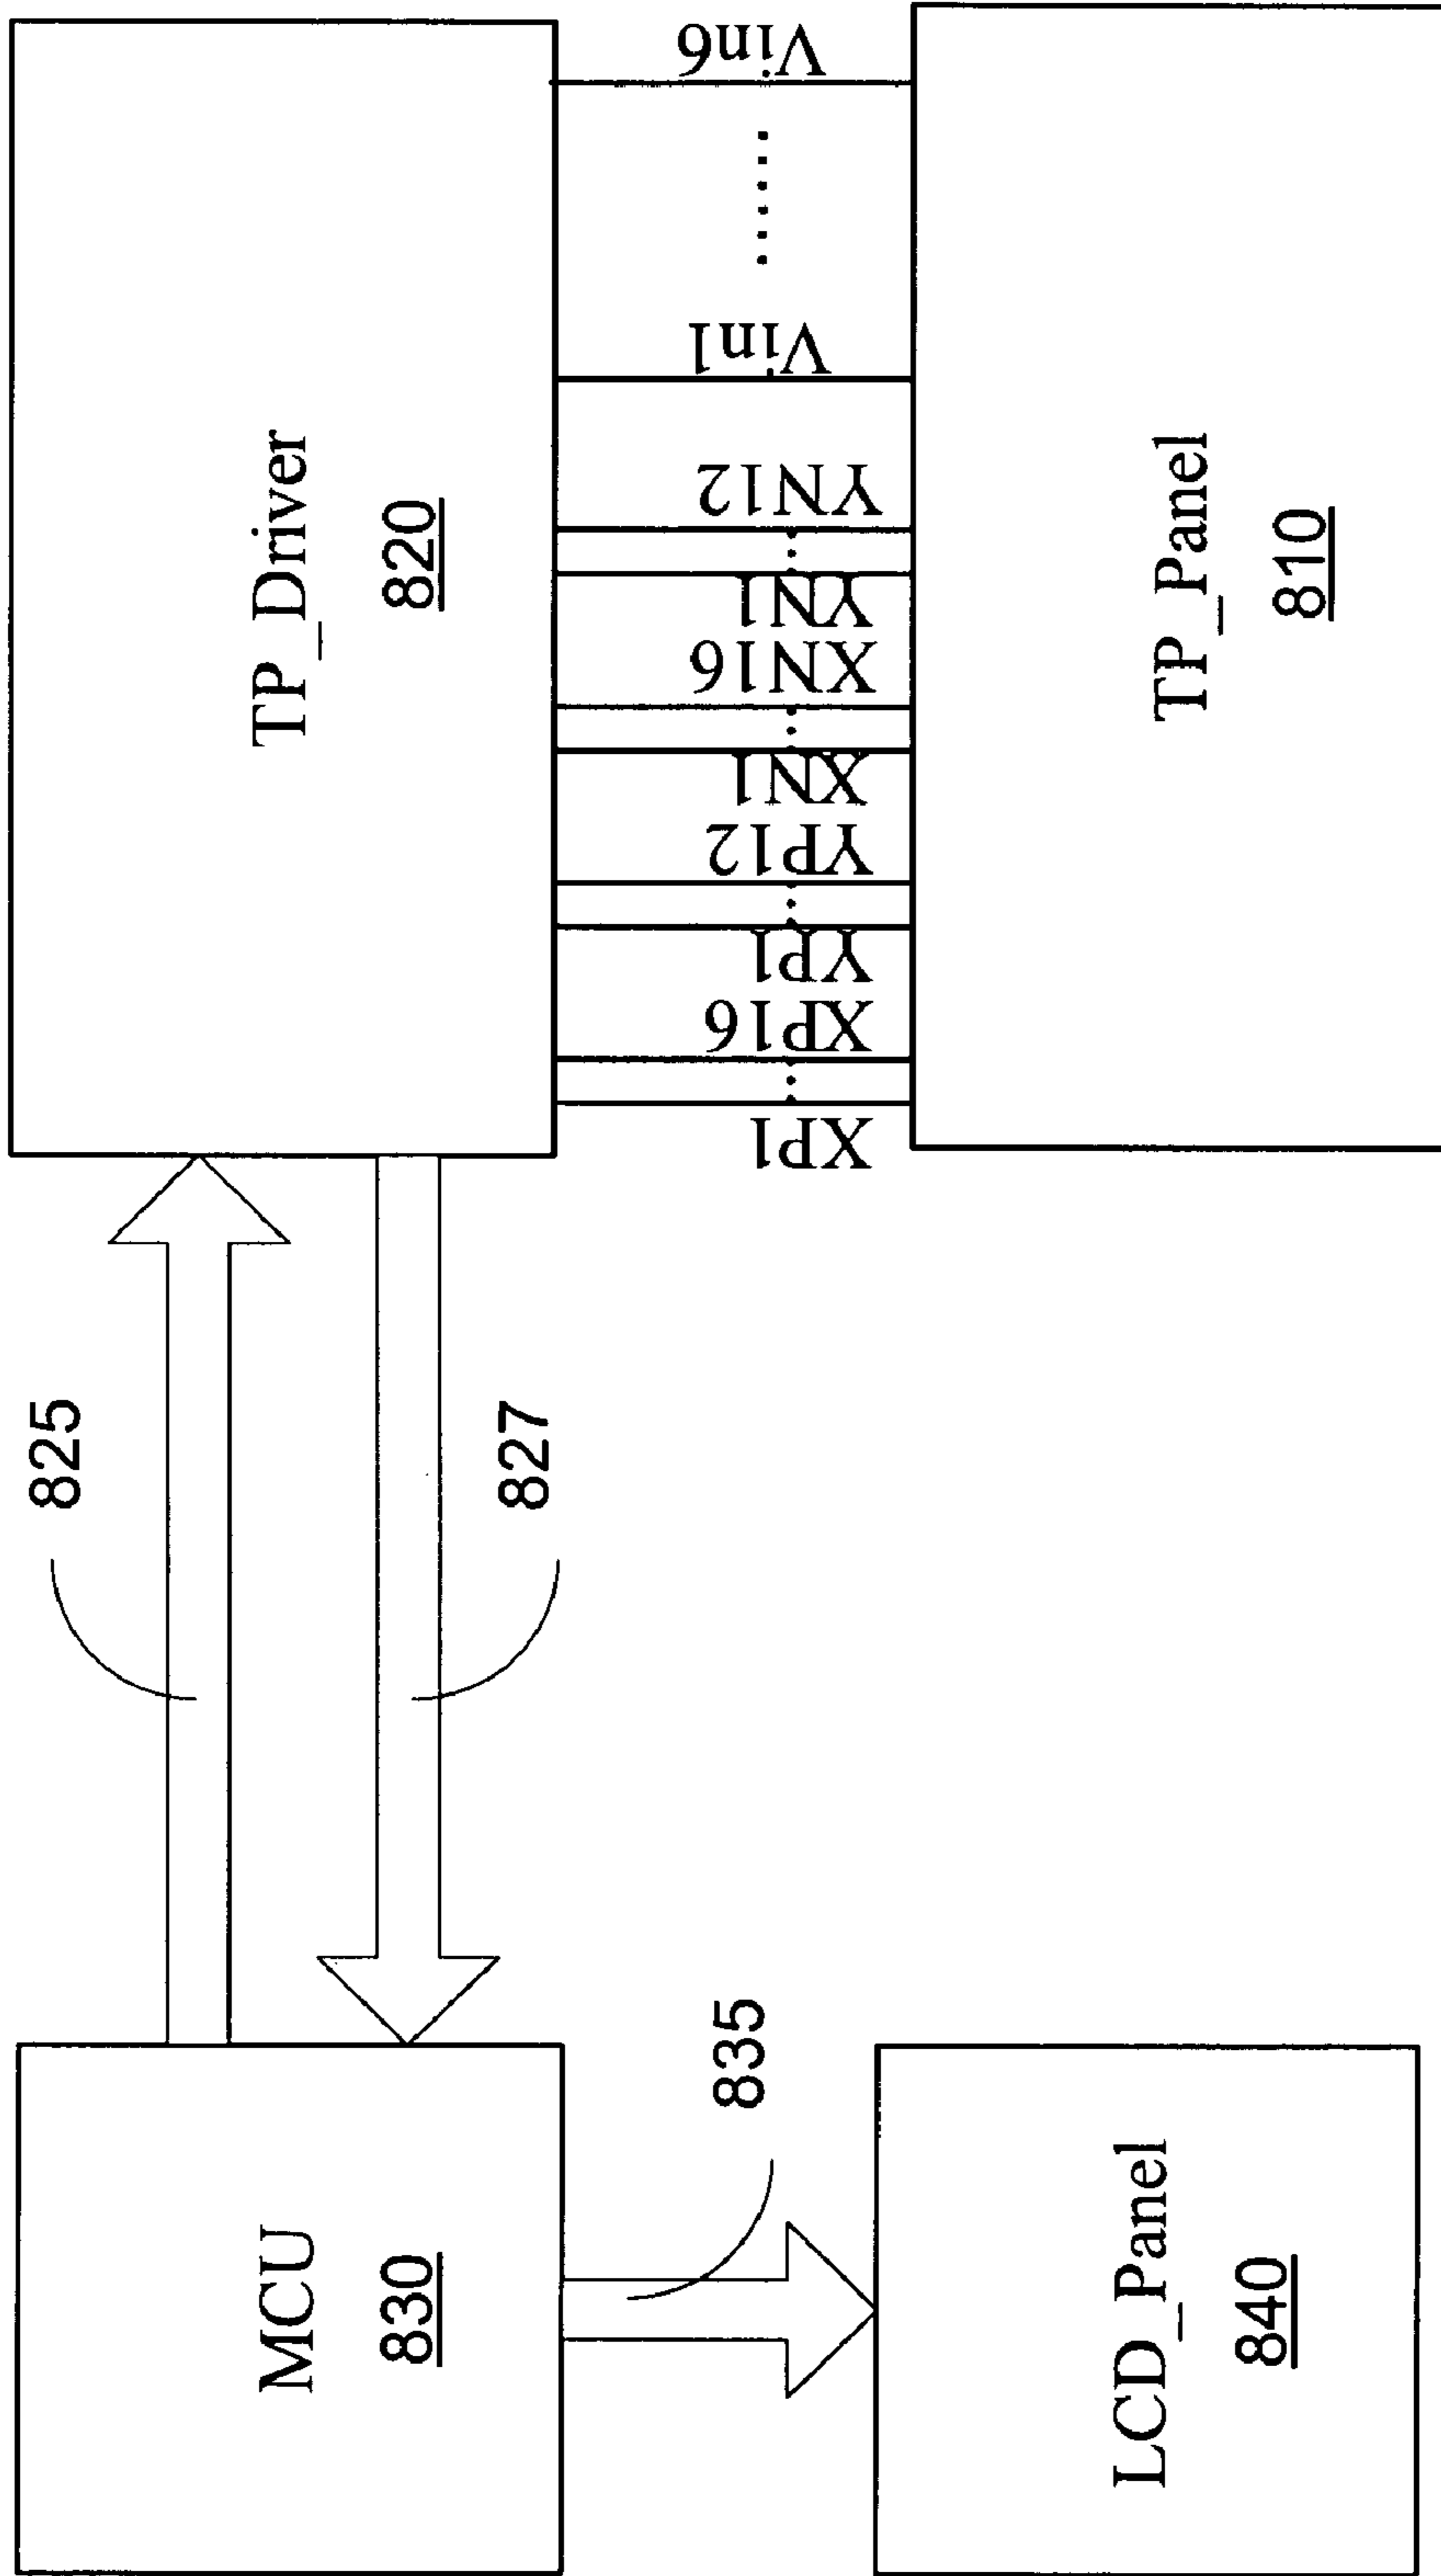 MCU
830
825
827
TP_Driver
820
835
XP1
XP16
YP1
YP12
XN1
XN16
YN1
YN12
Vin1
......
Vin6
LCD_Panel
840
TP_Panel
810